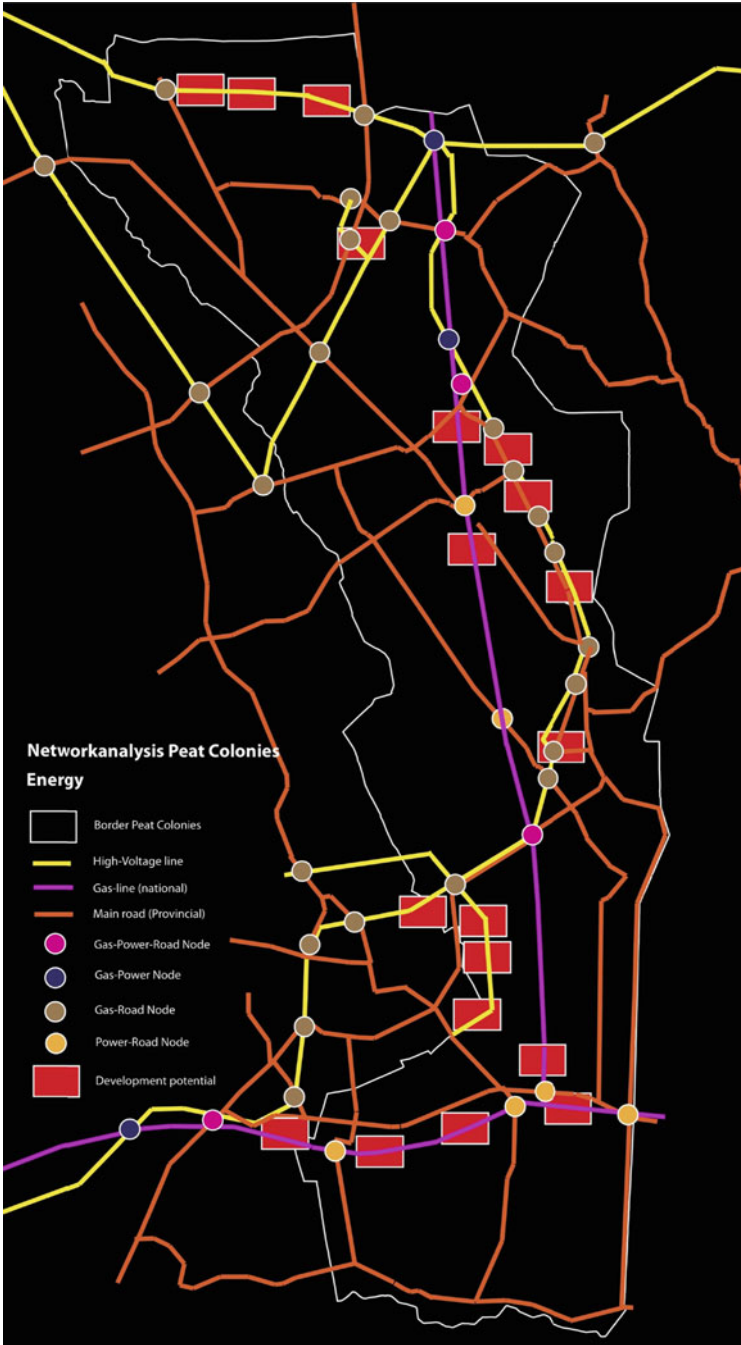 Networkanalysis Peat Colonies
Energy
Border Peat Colonies
High-Voltage line
Gas-line (national)
Main road (Provincial)
Gas-Power-Road Node
Gas-Power Node
Gas-Road Node
Power-Road Node
Development potential